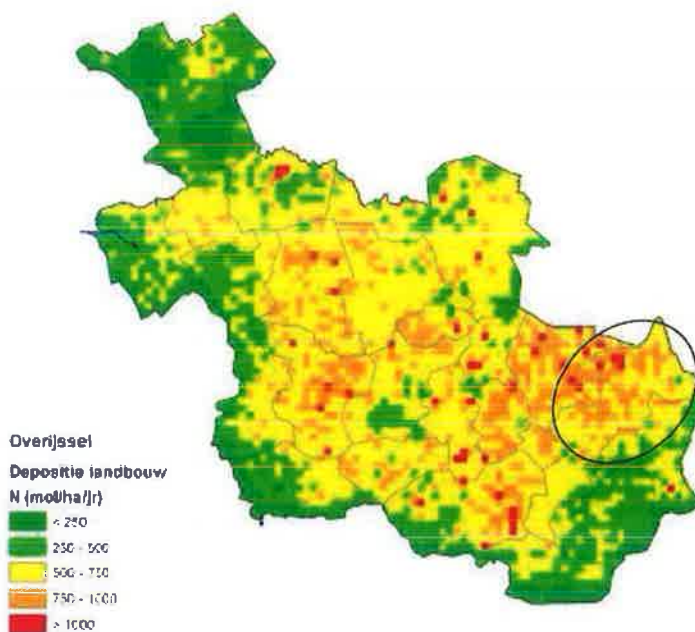 Overijssel
Depositie landbouw
N (mol/ha/jr)
< 250
250 - 500
500 - 750
750 - 1000
> 1000